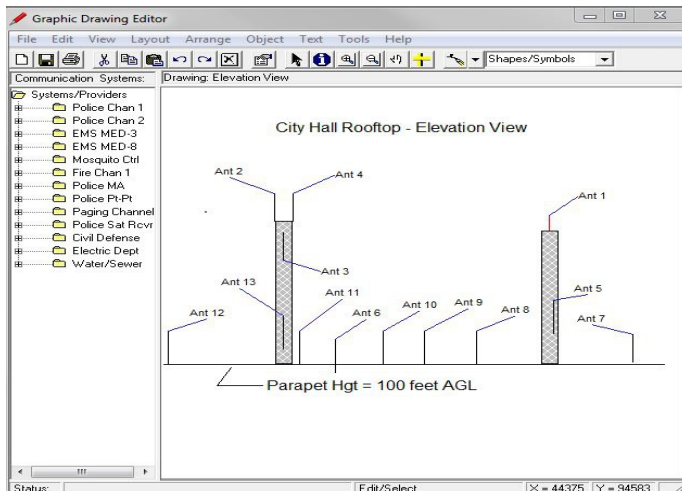 Graphic Drawing Editor
File Edit View Layout Arrange Object Text Tools Help
Shapes/Symbols
Communication Systems:
Drawing: Elevation View
Systems/Providers
Police Chan 1
Police Chan 2
EMS MED-3
EMS MED-8
Mosquito Ctrl
Fire Chan 1
Police MA
Police Pt-Pt
Paging Channel
Police Sat Rcvr
Civil Defense
Electric Dept
Water/Sewer
City Hall Rooftop - Elevation View
Ant 2
Ant 4
Ant 1
Ant 3
Ant 13
Ant 11
Ant 5
Ant 12
Ant 6
Ant 10
Ant 9
Ant 8
Ant 7
Parapet Hgt = 100 feet AGL
Status:
Edit/Select
X = 44375
Y = 94583